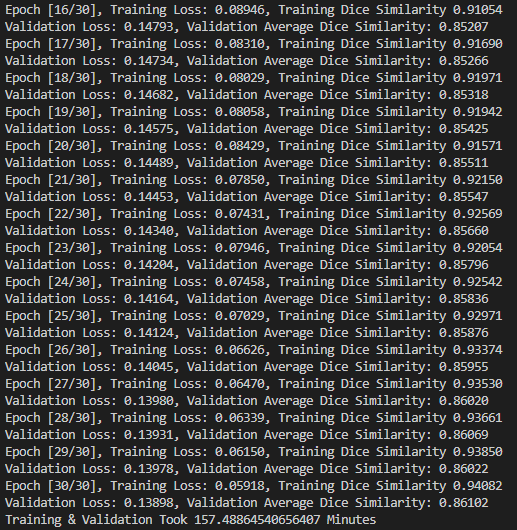 Epoch [16/30], Training Loss: 0.08946, Training Dice Similarity 0.91054
Validation Loss: 0.14793, Validation Average Dice Similarity: 0.85207
Epoch [17/30], Training Loss: 0.08310, Training Dice Similarity 0.91690
Validation Loss: 0.14734, Validation Average Dice Similarity: 0.85266
Epoch [18/30], Training Loss: 0.08029, Training Dice Similarity 0.91971
Validation Loss: 0.14682, Validation Average Dice Similarity: 0.85318
Epoch [19/30], Training Loss: 0.08058, Training Dice Similarity 0.91942
Validation Loss: 0.14575, Validation Average Dice Similarity: 0.85425
Epoch [20/30], Training Loss: 0.08429, Training Dice Similarity 0.91571
Validation Loss: 0.14489, Validation Average Dice Similarity: 0.85511
Epoch [21/30], Training Loss: 0.07850, Training Dice Similarity 0.92150
Validation Loss: 0.14453, Validation Average Dice Similarity: 0.85547
Epoch [22/30], Training Loss: 0.07431, Training Dice Similarity 0.92569
Validation Loss: 0.14340, Validation Average Dice Similarity: 0.85660
Epoch [23/30], Training Loss: 0.07946, Training Dice Similarity 0.92054
Validation Loss: 0.14204, Validation Average Dice Similarity: 0.85796
Epoch [24/30], Training Loss: 0.07458, Training Dice Similarity 0.92542
Validation Loss: 0.14164, Validation Average Dice Similarity: 0.85836
Epoch [25/30], Training Loss: 0.07029, Training Dice Similarity 0.92971
Validation Loss: 0.14124, Validation Average Dice Similarity: 0.85876
Epoch [26/30], Training Loss: 0.06626, Training Dice Similarity 0.93374
Validation Loss: 0.14045, Validation Average Dice Similarity: 0.85955
Epoch [27/30], Training Loss: 0.06470, Training Dice Similarity 0.93530
Validation Loss: 0.13980, Validation Average Dice Similarity: 0.86020
Epoch [28/30], Training Loss: 0.06339, Training Dice Similarity 0.93661
Validation Loss: 0.13931, Validation Average Dice Similarity: 0.86069
Epoch [29/30], Training Loss: 0.06150, Training Dice Similarity 0.93850
Validation Loss: 0.13978, Validation Average Dice Similarity: 0.86022
Epoch [30/30], Training Loss: 0.05918, Training Dice Similarity 0.94082
Validation Loss: 0.13898, Validation Average Dice Similarity: 0.86102
Training & Validation Took 157.48864540656407 Minutes